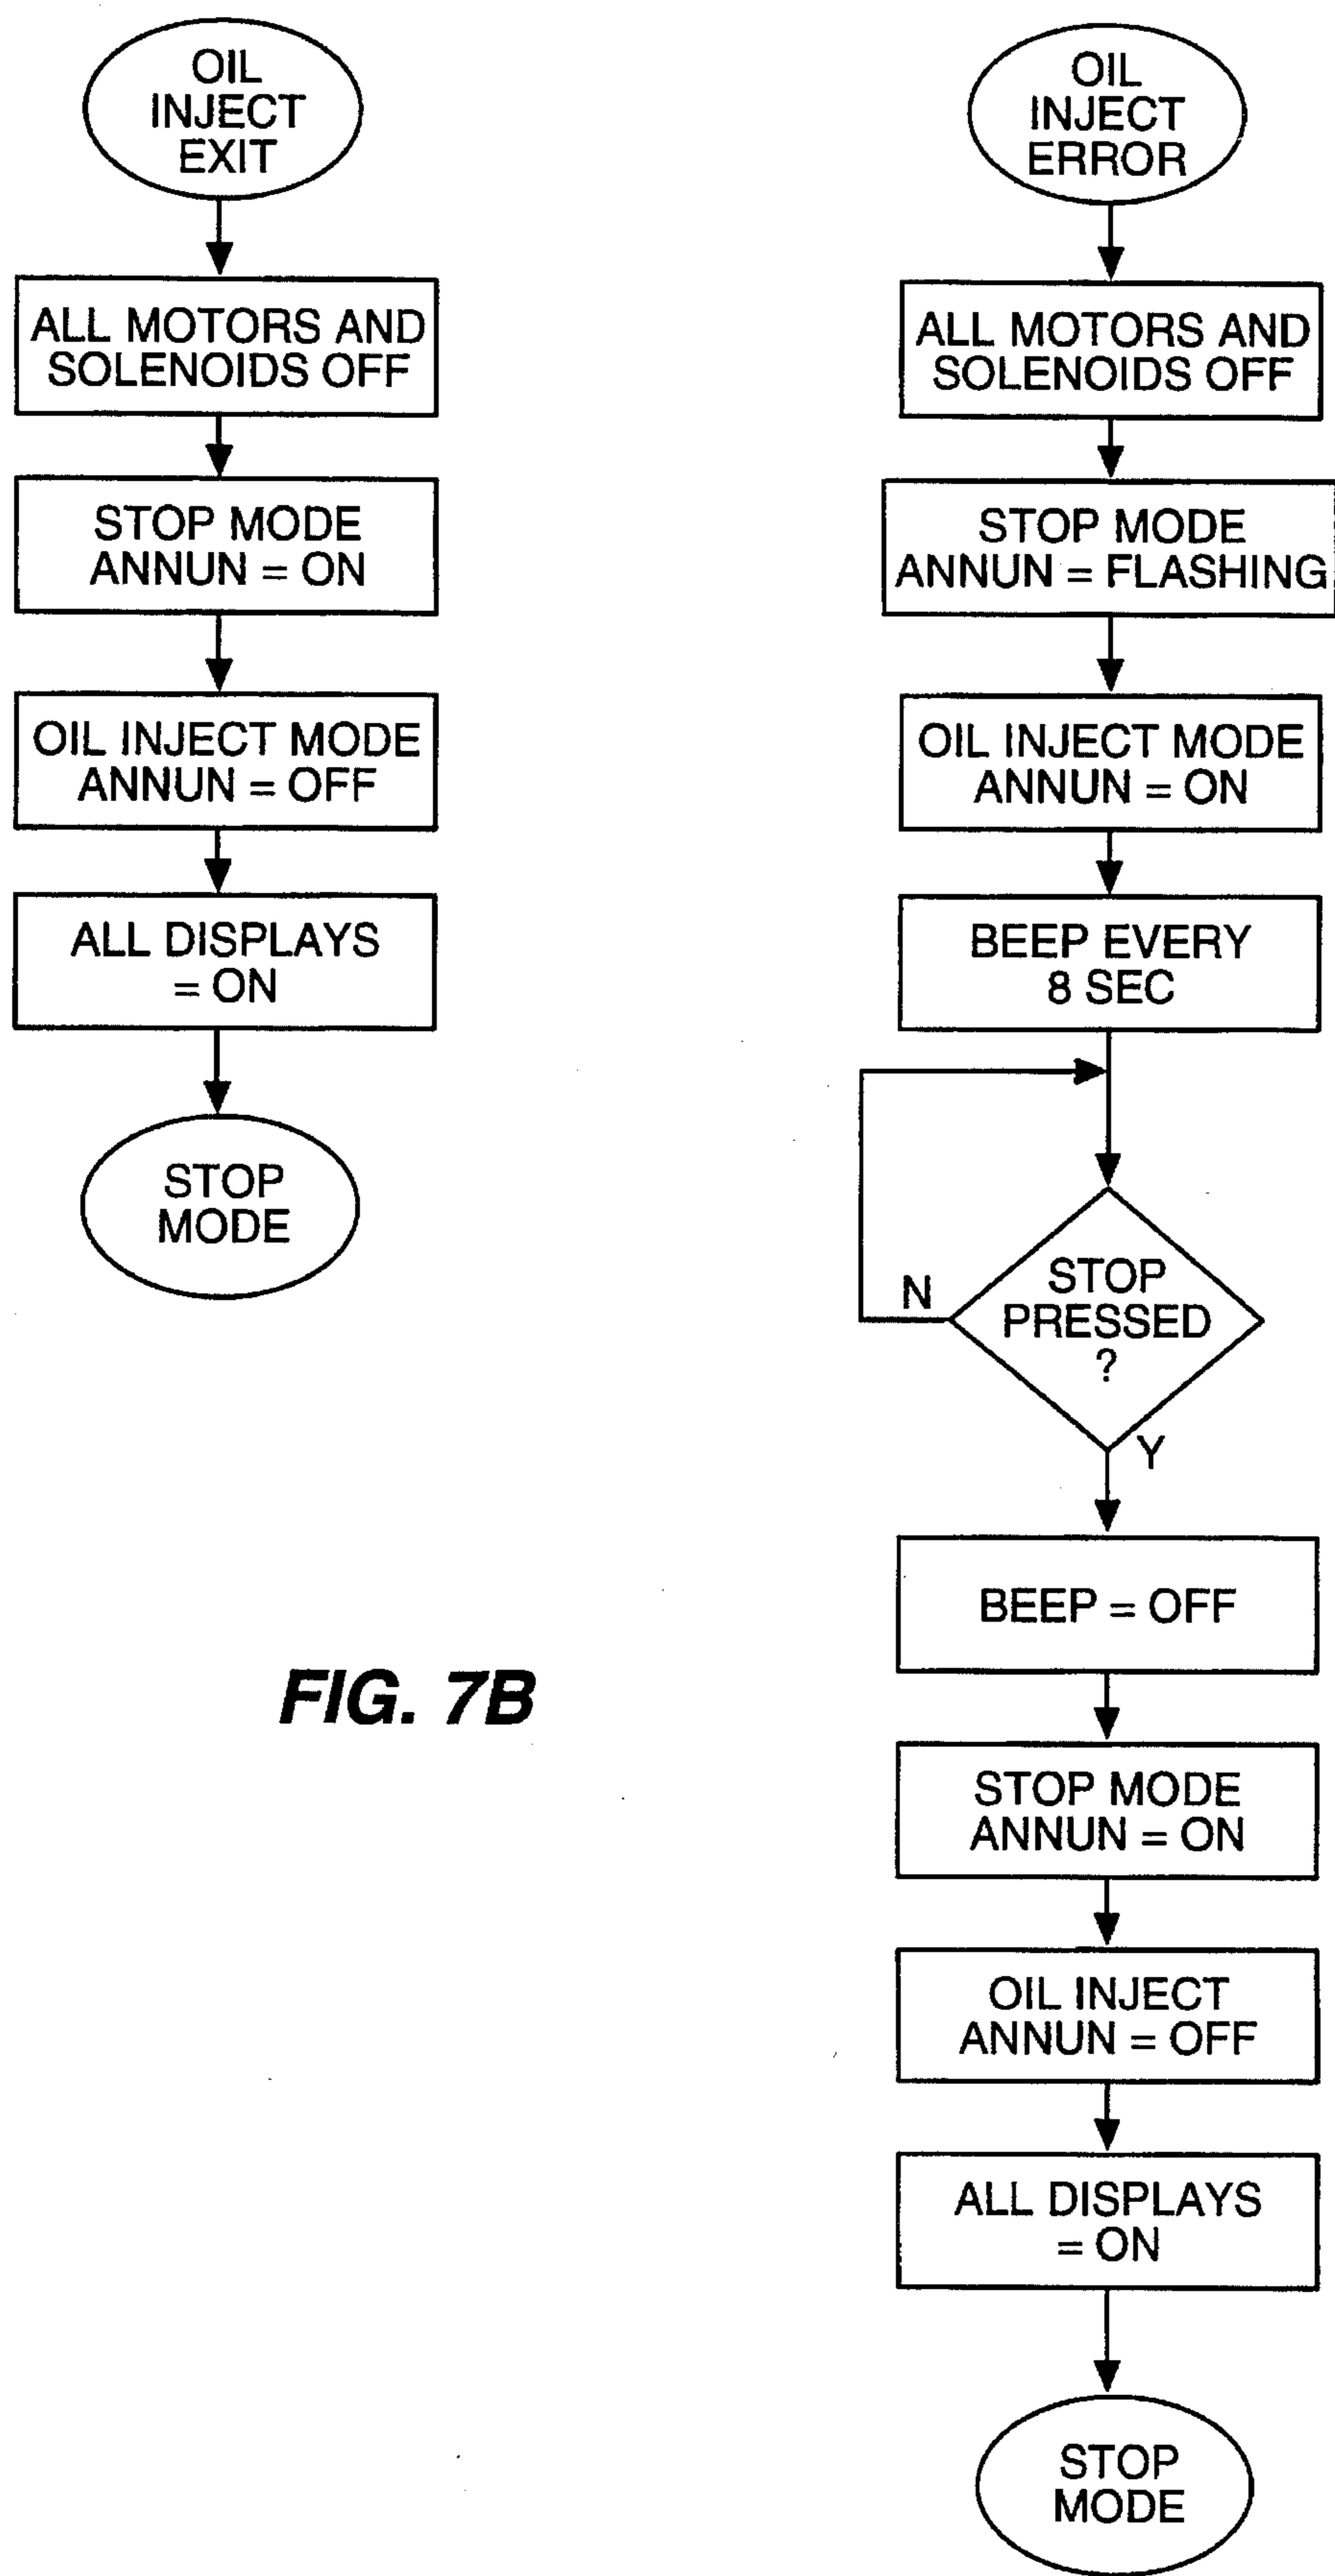 OIL
INJECT
EXIT
ALL MOTORS AND
SOLENOIDS OFF
STOP MODE
ANNUN = ON
OIL INJECT MODE
ANNUN = OFF
ALL DISPLAYS
= ON
STOP
MODE
FIG. 7B
OIL
INJECT
ERROR
ALL MOTORS AND
SOLENOIDS OFF
STOP MODE
ANNUN = FLASHING
OIL INJECT MODE
ANNUN = ON
BEEP EVERY
8 SEC
N
STOP
PRESSED
?
Y
BEEP = OFF
STOP MODE
ANNUN = ON
OIL INJECT
ANNUN = OFF
ALL DISPLAYS
= ON
STOP
MODE